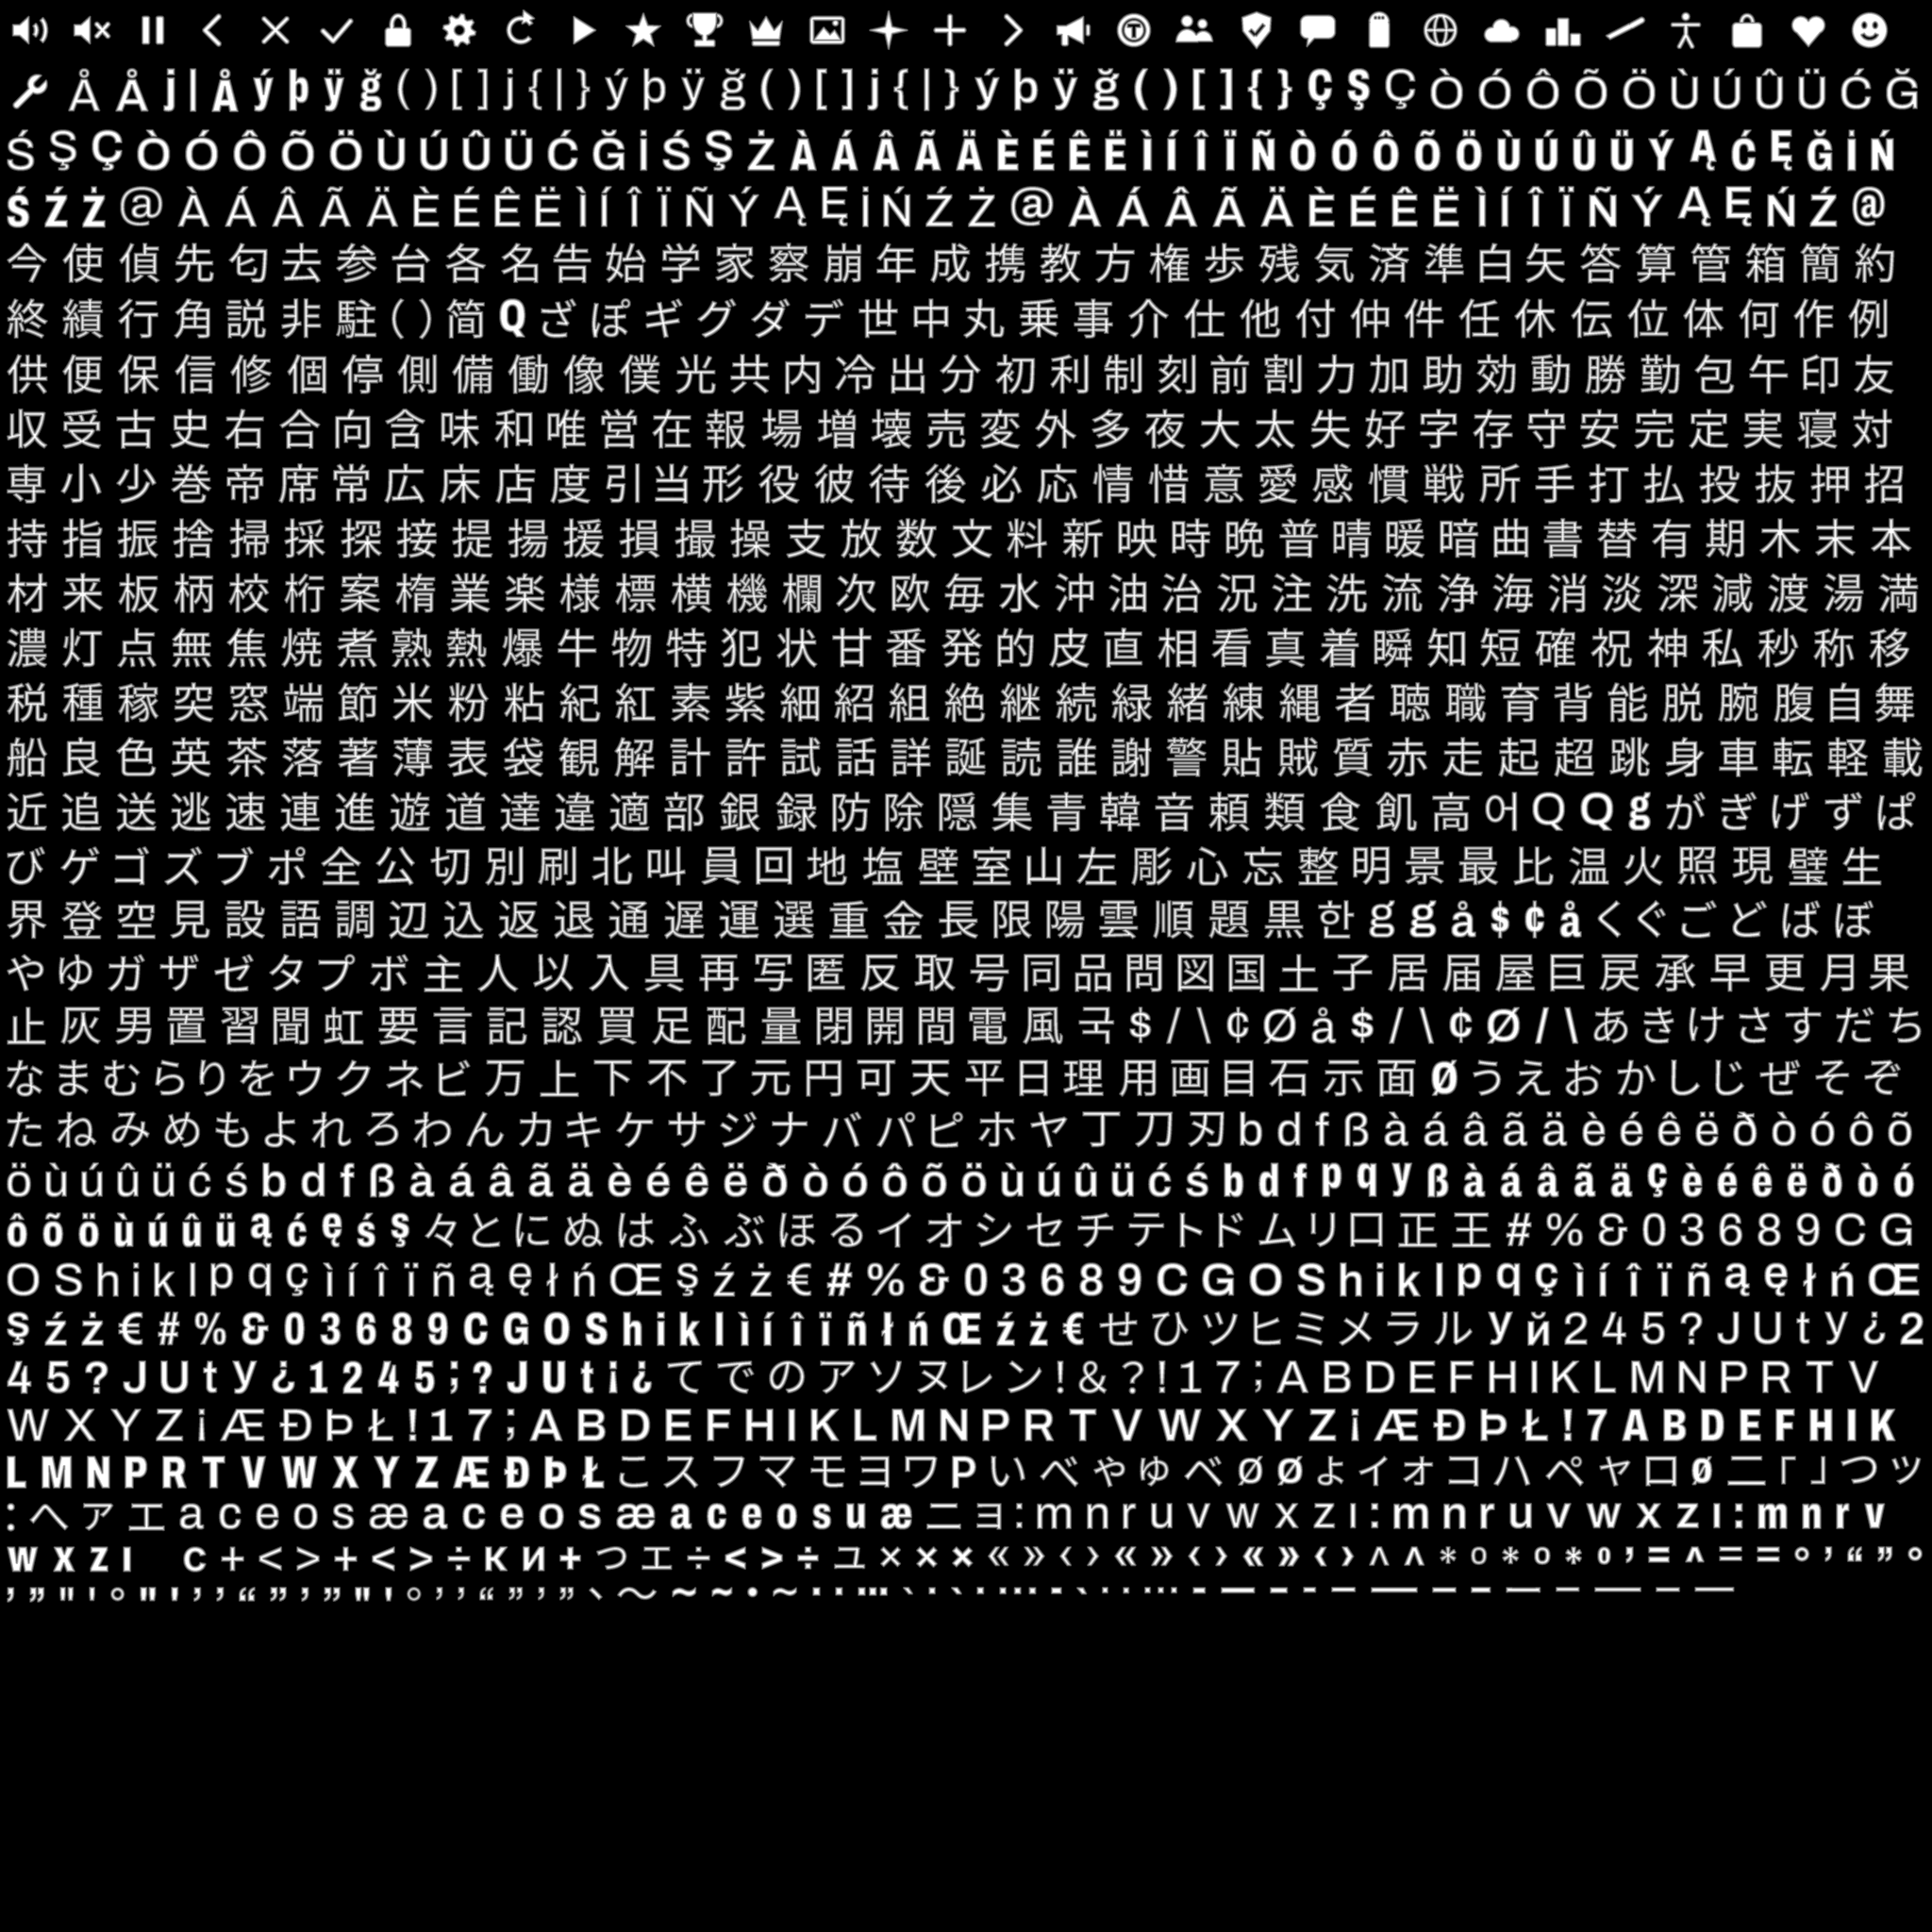 Å Å j | Å ý þ ÿ ğ ( ) [ ] j { | } ý þ ÿ ğ ( ) [ ] j { | } ý þ ÿ ğ ( ) [ ] { } Ç Ş Ç Ò Ó Ô Õ Ö Ù Ú Û Ü Ć Ğ
Ś Ş Ç Ò Ó Ô Õ Ö Ù Ú Û Ü Ć Ğ İ Ś Ş Ż À Á Â Ã Ä È É Ê Ë Ì Í Î Ï Ñ Ò Ó Ô Õ Ö Ù Ú Û Ü Ý Ą Ć Ę Ğ İ Ń
Ś Ź Ż @ À Á Â Ã Ä È É Ê Ë Ì Í Î Ï Ñ Ý Ą Ę İ Ń Ź Ż @ À Á Â Ã Ä È É Ê Ë Ì Í Î Ï Ñ Ý Ą Ę Ń Ź @
今 使 偵 先 匂 去 参 台 各 名 告 始 学 家 察 崩 年 成 携 教 方 権 歩 残 気 済 準 白 矢 答 算 管 箱 簡 約
終 績 行 角 説 非 駐 ( ) 简 Q ざ ぽ ギ グ ダ デ 世 中 丸 乗 事 介 仕 他 付 仲 件 任 休 伝 位 体 何 作 例
供 便 保 信 修 個 停 側 備 働 像 僕 光 共 内 冷 出 分 初 利 制 刻 前 割 力 加 助 効 動 勝 勤 包 午 印 友
収 受 古 史 右 合 向 含 味 和 唯 営 在 報 場 増 壊 売 変 外 多 夜 大 太 失 好 字 存 守 安 完 定 実 寝 対
専 小 少 巻 帝 席 常 広 床 店 度 引 当 形 役 彼 待 後 必 応 情 惜 意 愛 感 慣 戦 所 手 打 払 投 抜 押 招
持 指 振 捨 掃 採 探 接 提 揚 援 損 撮 操 支 放 数 文 料 新 映 時 晩 普 晴 暖 暗 曲 書 替 有 期 木 末 本
材 来 板 柄 校 桁 案 楕 業 楽 様 標 横 機 欄 次 欧 毎 水 沖 油 治 況 注 洗 流 浄 海 消 淡 深 減 渡 湯 満
濃 灯 点 無 焦 焼 煮 熟 熱 爆 牛 物 特 犯 状 甘 番 発 的 皮 直 相 看 真 着 瞬 知 短 確 祝 神 私 秒 称 移
税 種 稼 突 窓 端 節 米 粉 粘 紀 紅 素 紫 細 紹 組 絶 継 続 緑 緒 練 縄 者 聴 職 育 背 能 脱 腕 腹 自 舞
船 良 色 英 茶 落 著 薄 表 袋 観 解 計 許 試 話 詳 誕 読 誰 謝 警 貼 賊 質 赤 走 起 超 跳 身 車 転 軽 載
近 追 送 逃 速 連 進 遊 道 達 違 適 部 銀 録 防 除 隠 集 青 韓 音 頼 類 食 飢 高 어 Q Q g が ぎ げ ず ぱ
び ゲ ゴ ズ ブ ポ 全 公 切 別 刷 北 叫 員 回 地 塩 壁 室 山 左 彫 心 忘 整 明 景 最 比 温 火 照 現 璧 生
界 登 空 見 設 語 調 辺 込 返 退 通 遅 運 選 重 金 長 限 陽 雲 順 題 黒 한 g g å $ ¢ å く ぐ ご ど ば ぼ
や ゆ ガ ザ ゼ タ プ ボ 主 人 以 入 具 再 写 匿 反 取 号 同 品 問 図 国 土 子 居 届 屋 巨 戻 承 早 更 月 果
止 灰 男 置 習 聞 虹 要 言 記 認 買 足 配 量 閉 開 間 電 風 국 $ / \ ¢ Ø å $ / \ ¢ Ø / \ あ き け さ す だ ち
な ま む ら り を ウ ク ネ ビ 万 上 下 不 了 元 円 可 天 平 日 理 用 画 目 石 示 面 Ø う え お か し じ ぜ そ ぞ
た ね み め も よ れ ろ わ ん カ キ ケ サ ジ ナ バ パ ピ ホ ヤ 丁 刀 刃 b d f ß à á â ã ä è é ê ë ð ò ó ô õ
ö ù ú û ü ć ś b d f ß à á â ã ä è é ê ë ð ò ó ô õ ö ù ú û ü ć ś b d f p q y ß à á â ã ä ç è é ê ë ð ò ó
ô õ ö ù ú û ü ą ć ę ś ş 々 と に ぬ は ふ ぶ ほ る イ オ シ セ チ テ ト ド ム リ 口 正 王 # % & 0 3 6 8 9 C G
O S h i k l p q ç ì í î ï ñ ą ę ł ń Œ ş ź ż € # % & 0 3 6 8 9 C G O S h i k l p q ç ì í î ï ñ ą ę ł ń Œ
ş ź ż € # % & 0 3 6 8 9 C G O S h i k l ì í î ï ñ ł ń Œ ź ż € せ ひ ツ ヒ ミ メ ラ ル у й 2 4 5 ? J U t y ¿ 2
4 5 ? J U t y ¿ 1 2 4 5 ; ? J U t ¡ ¿ て で の ア ソ ヌ レ ン ! & ? ! 1 7 ; A B D E F H I K L M N P R T V
W X Y Z ¡ Æ Ð Þ Ł ! 1 7 ; A B D E F H I K L M N P R T V W X Y Z ¡ Æ Ð Þ Ł ! 7 A B D E F H I K
L M N P R T V W X Y Z Æ Ð Þ Ł こ ス フ マ モ ヨ ワ Р い べ ゃ ゅ ベ ø ø ょ イ ォ コ ハ ペ ャ ロ ø 二 「 」 つ ッ
: へ ァ エ a c e o s æ a c e o s æ a c e o s u æ ニ ョ : m n r u v w x z ı : m n r u v w x z ı : m n r v
w x z ı с + < > + < > ÷ к и + っ ェ ÷ < > ÷ ュ × × × « » ‹ › « » ‹ › « » ‹ › ^ ^ * º * º * º ’ = ^ = = ° ’ “ ” °
’ ” " ' ° " ' ’ ’ “ ” ’ ” " ' ° ’ ’ “ ” ’ ” 、 〜 ~ ~ • ~